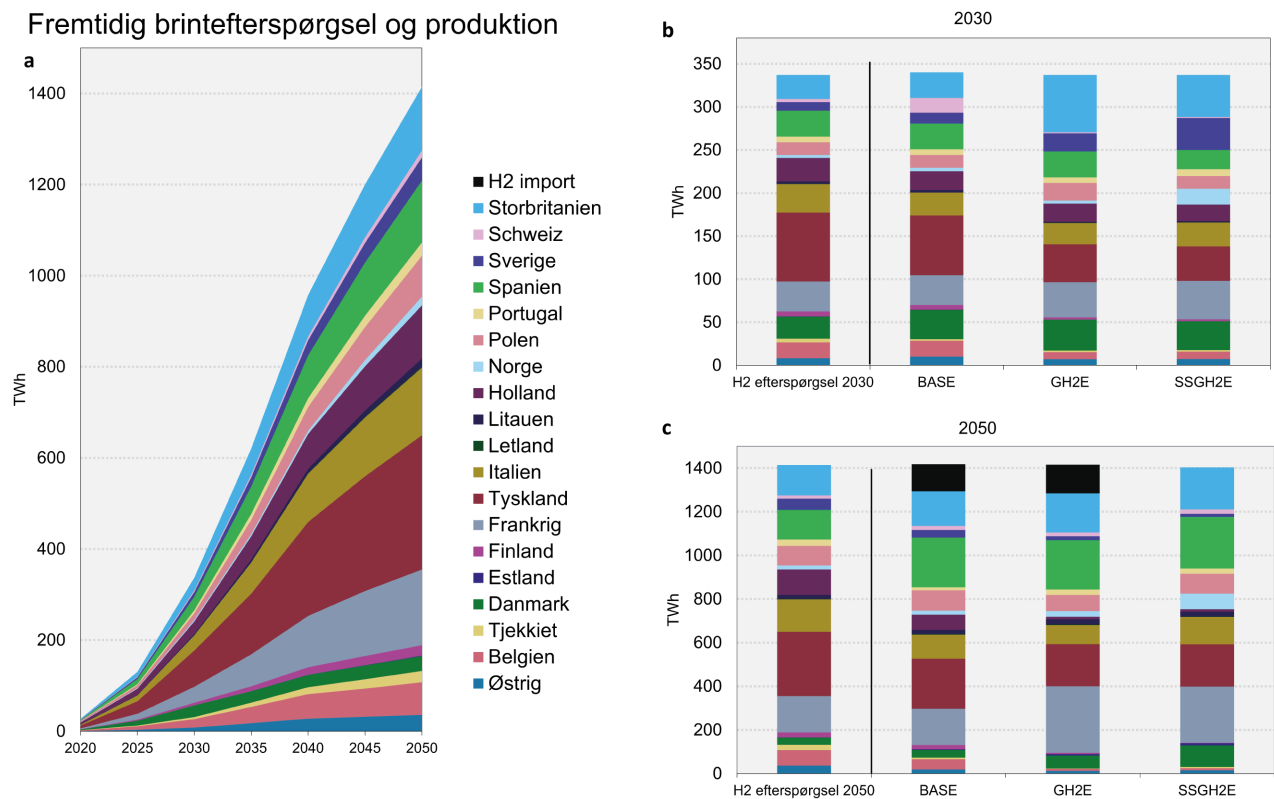 Fremtidig brintefterspørgsel og produktion
a
1400
1200
1000
800
600
400
200
0
TWh
2020 2025 2030 2035 2040 2045 2050
H2 import
Storbritanien
Schweiz
Sverige
Spanien
Portugal
Polen
Norge
Holland
Litauen
Letland
Italien
Tyskland
Frankrig
Finland
Estland
Danmark
Tjekkiet
Belgien
Østrig
b
2030
350
300
250
200
150
100
50
0
TWh
H2 efterspørgsel 2030 BASE GH2E SSGH2E
c
2050
1400
1200
1000
800
600
400
200
0
TWh
H2 efterspørgsel 2050 BASE GH2E SSGH2E